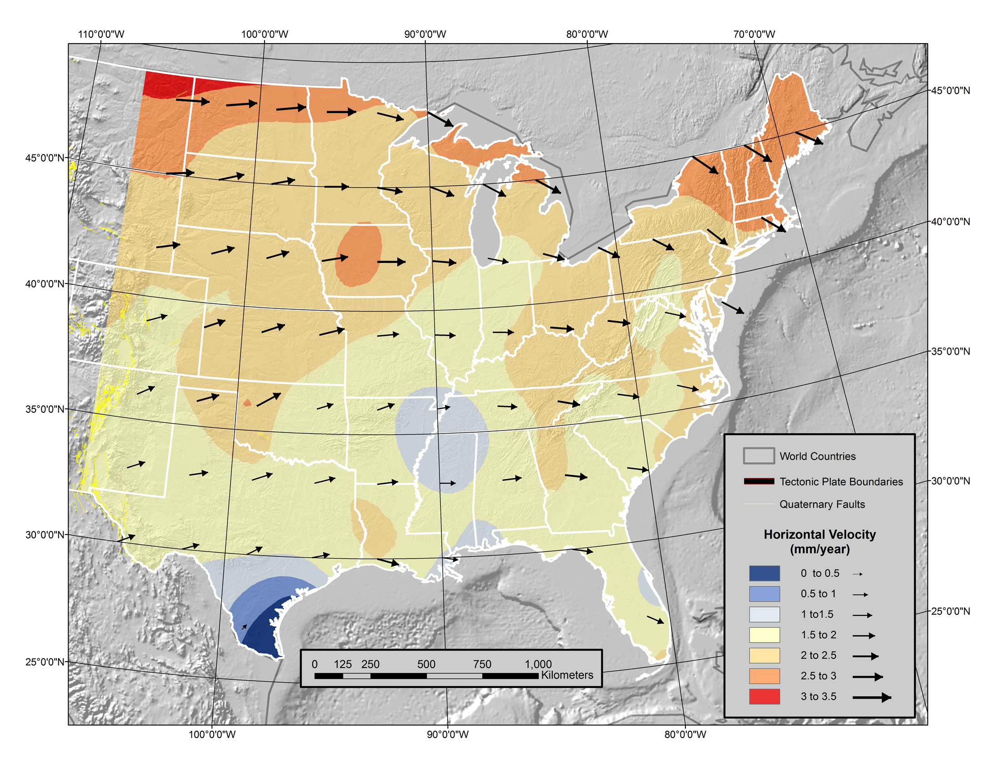 110°0'0"W 100°0'0"W 90°0'0"W 80°0'0"W 70°0'0"W
45°0'0"N
45°0'0"N
40°0'0"N
40°0'0"N
35°0'0"N
35°0'0"N
World Countries
Tectonic Plate Boundaries
30°0'0"N
Quaternary Faults
30°0'0"N
Horizontal Velocity
(mm/year)
0 to 0.5
0.5 to 1
25°0'0"N
1 to1.5
1.5 to 2
2 to 2.5
25°0'0"N
0 125 250 500 750 1,000
Kilometers
2.5 to 3
3 to 3.5
100°0'0"W 90°0'0"W 80°0'0"W